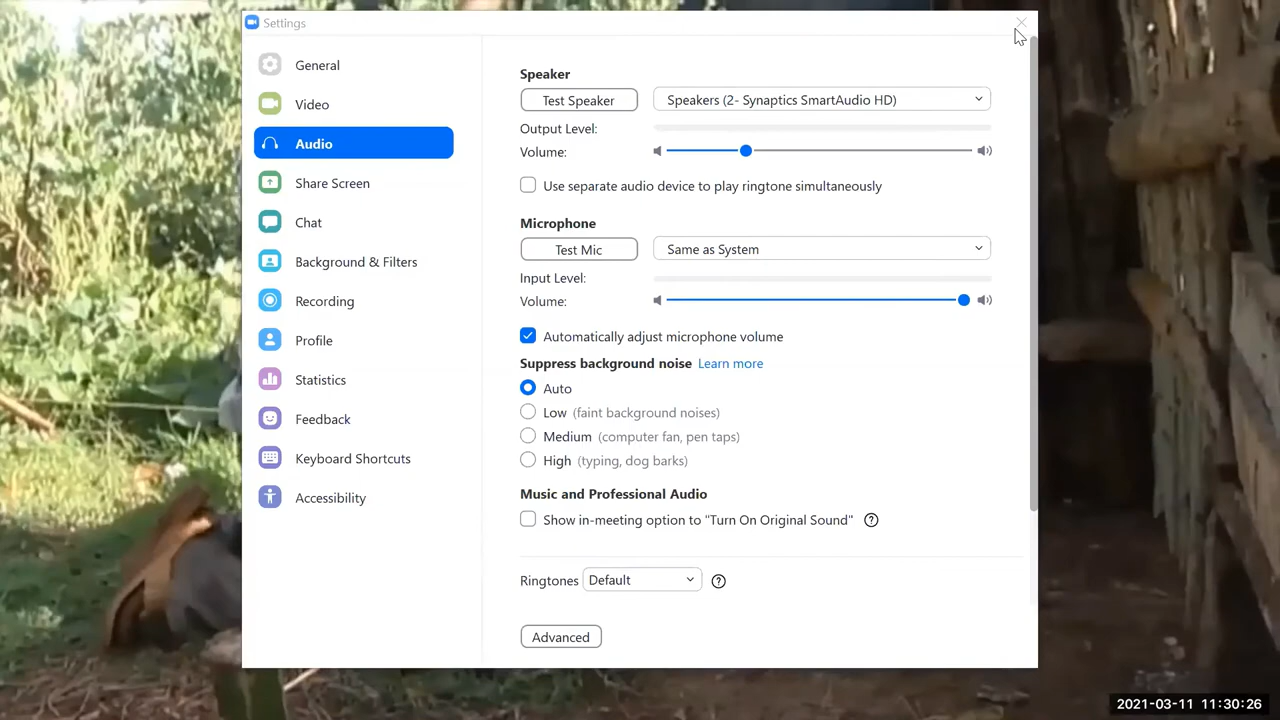 Settings
General
Video
Audio
Share Screen
Chat
Background & Filters
Recording
Profile
Statistics
Feedback
Keyboard Shortcuts
Accessibility
Speaker
Test Speaker
Speakers (2- Synaptics SmartAudio HD)
Output Level:
Volume:
Use separate audio device to play ringtone simultaneously
Microphone
Test Mic
Same as System
Input Level:
Volume:
Automatically adjust microphone volume
Suppress background noise Learn more
Auto
Low (faint background noises)
Medium (computer fan, pen taps)
High (typing, dog barks)
Music and Professional Audio
Show in-meeting option to "Turn On Original Sound" ?
Ringtones Default ?
Advanced
2021-03-11 11:30:26